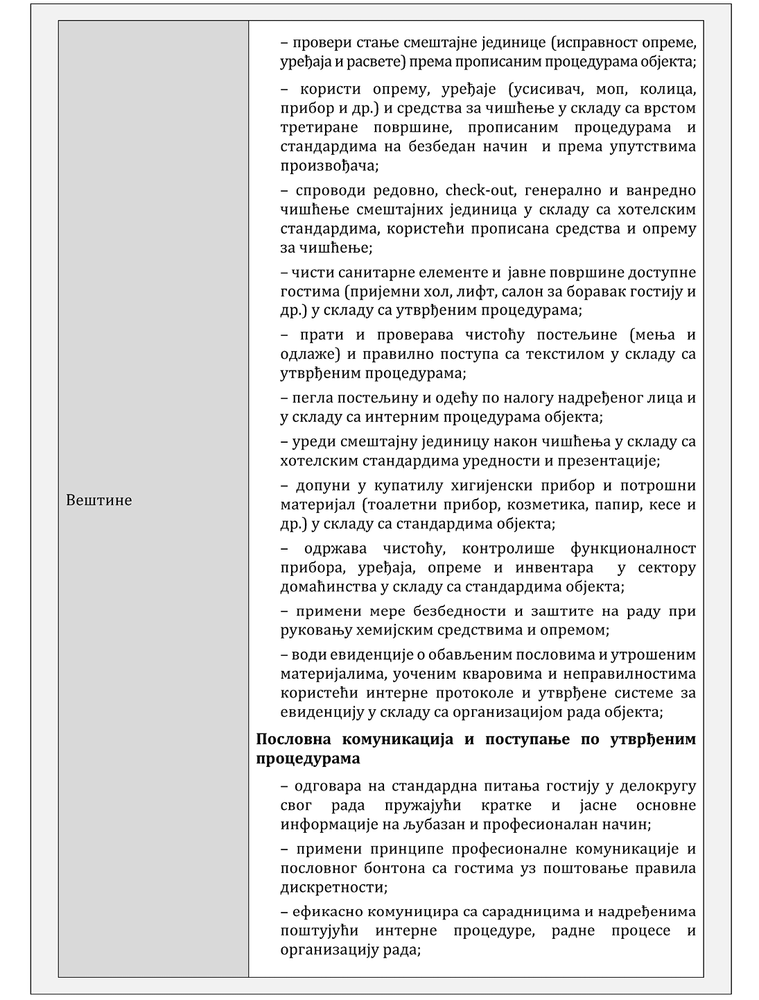 Вештине
– провери стање смештајне јединице (исправност опреме,
уређаја и расвете) према прописаним процедурама објекта;
– користи опрему, уређаје (усисивач, моп, колица,
прибор и др.) и средства за чишћење у складу са врстом
третиране површине, прописаним процедурама и
стандардима на безбедан начин и према упутствима
произвођача;
– спроводи редовно, check-out, генерално и ванредно
чишћење смештајних јединица у складу са хотелским
стандардима, користећи прописана средства и опрему
за чишћење;
– чисти санитарне елементе и јавне површине доступне
гостима (пријемни хол, лифт, салон за боравак гостију и
др.) у складу са утврђеним процедурама;
– прати и проверава чистоћу постељине (мења и
одлаже) и правилно поступа са текстилом у складу са
утврђеним процедурама;
– пегла постељину и одећу по налогу надређеног лица и
у складу са интерним процедурама објекта;
– уреди смештајну јединицу након чишћења у складу са
хотелским стандардима уредности и презентације;
– допуни у купатилу хигијенски прибор и потрошни
материјал (тоалетни прибор, козметика, папир, кесе и
др.) у складу са стандардима објекта;
– одржава чистоћу, контролише функционалност
прибора, уређаја, опреме и инвентара у сектору
домаћинства у складу са стандардима објекта;
– примени мере безбедности и заштите на раду при
руковању хемијским средствима и опремом;
– води евиденције о обављеним пословима и утрошеним
материјалима, уоченим кваровима и неправилностима
користећи интерне протоколе и утврђене системе за
евиденцију у складу са организацијом рада објекта;
Пословна комуникација и поступање по утврђеним
процедурама
– одговара на стандардна питања гостију у делокругу
свог рада пружајући кратке и јасне основне
информације на љубазан и професионалан начин;
– примени принципе професионалне комуникације и
пословног бонтона са гостима уз поштовање правила
дискретности;
– ефикасно комуницира са сарадницима и надређенима
поштујући интерне процедуре, радне процесе и
организацију рада;